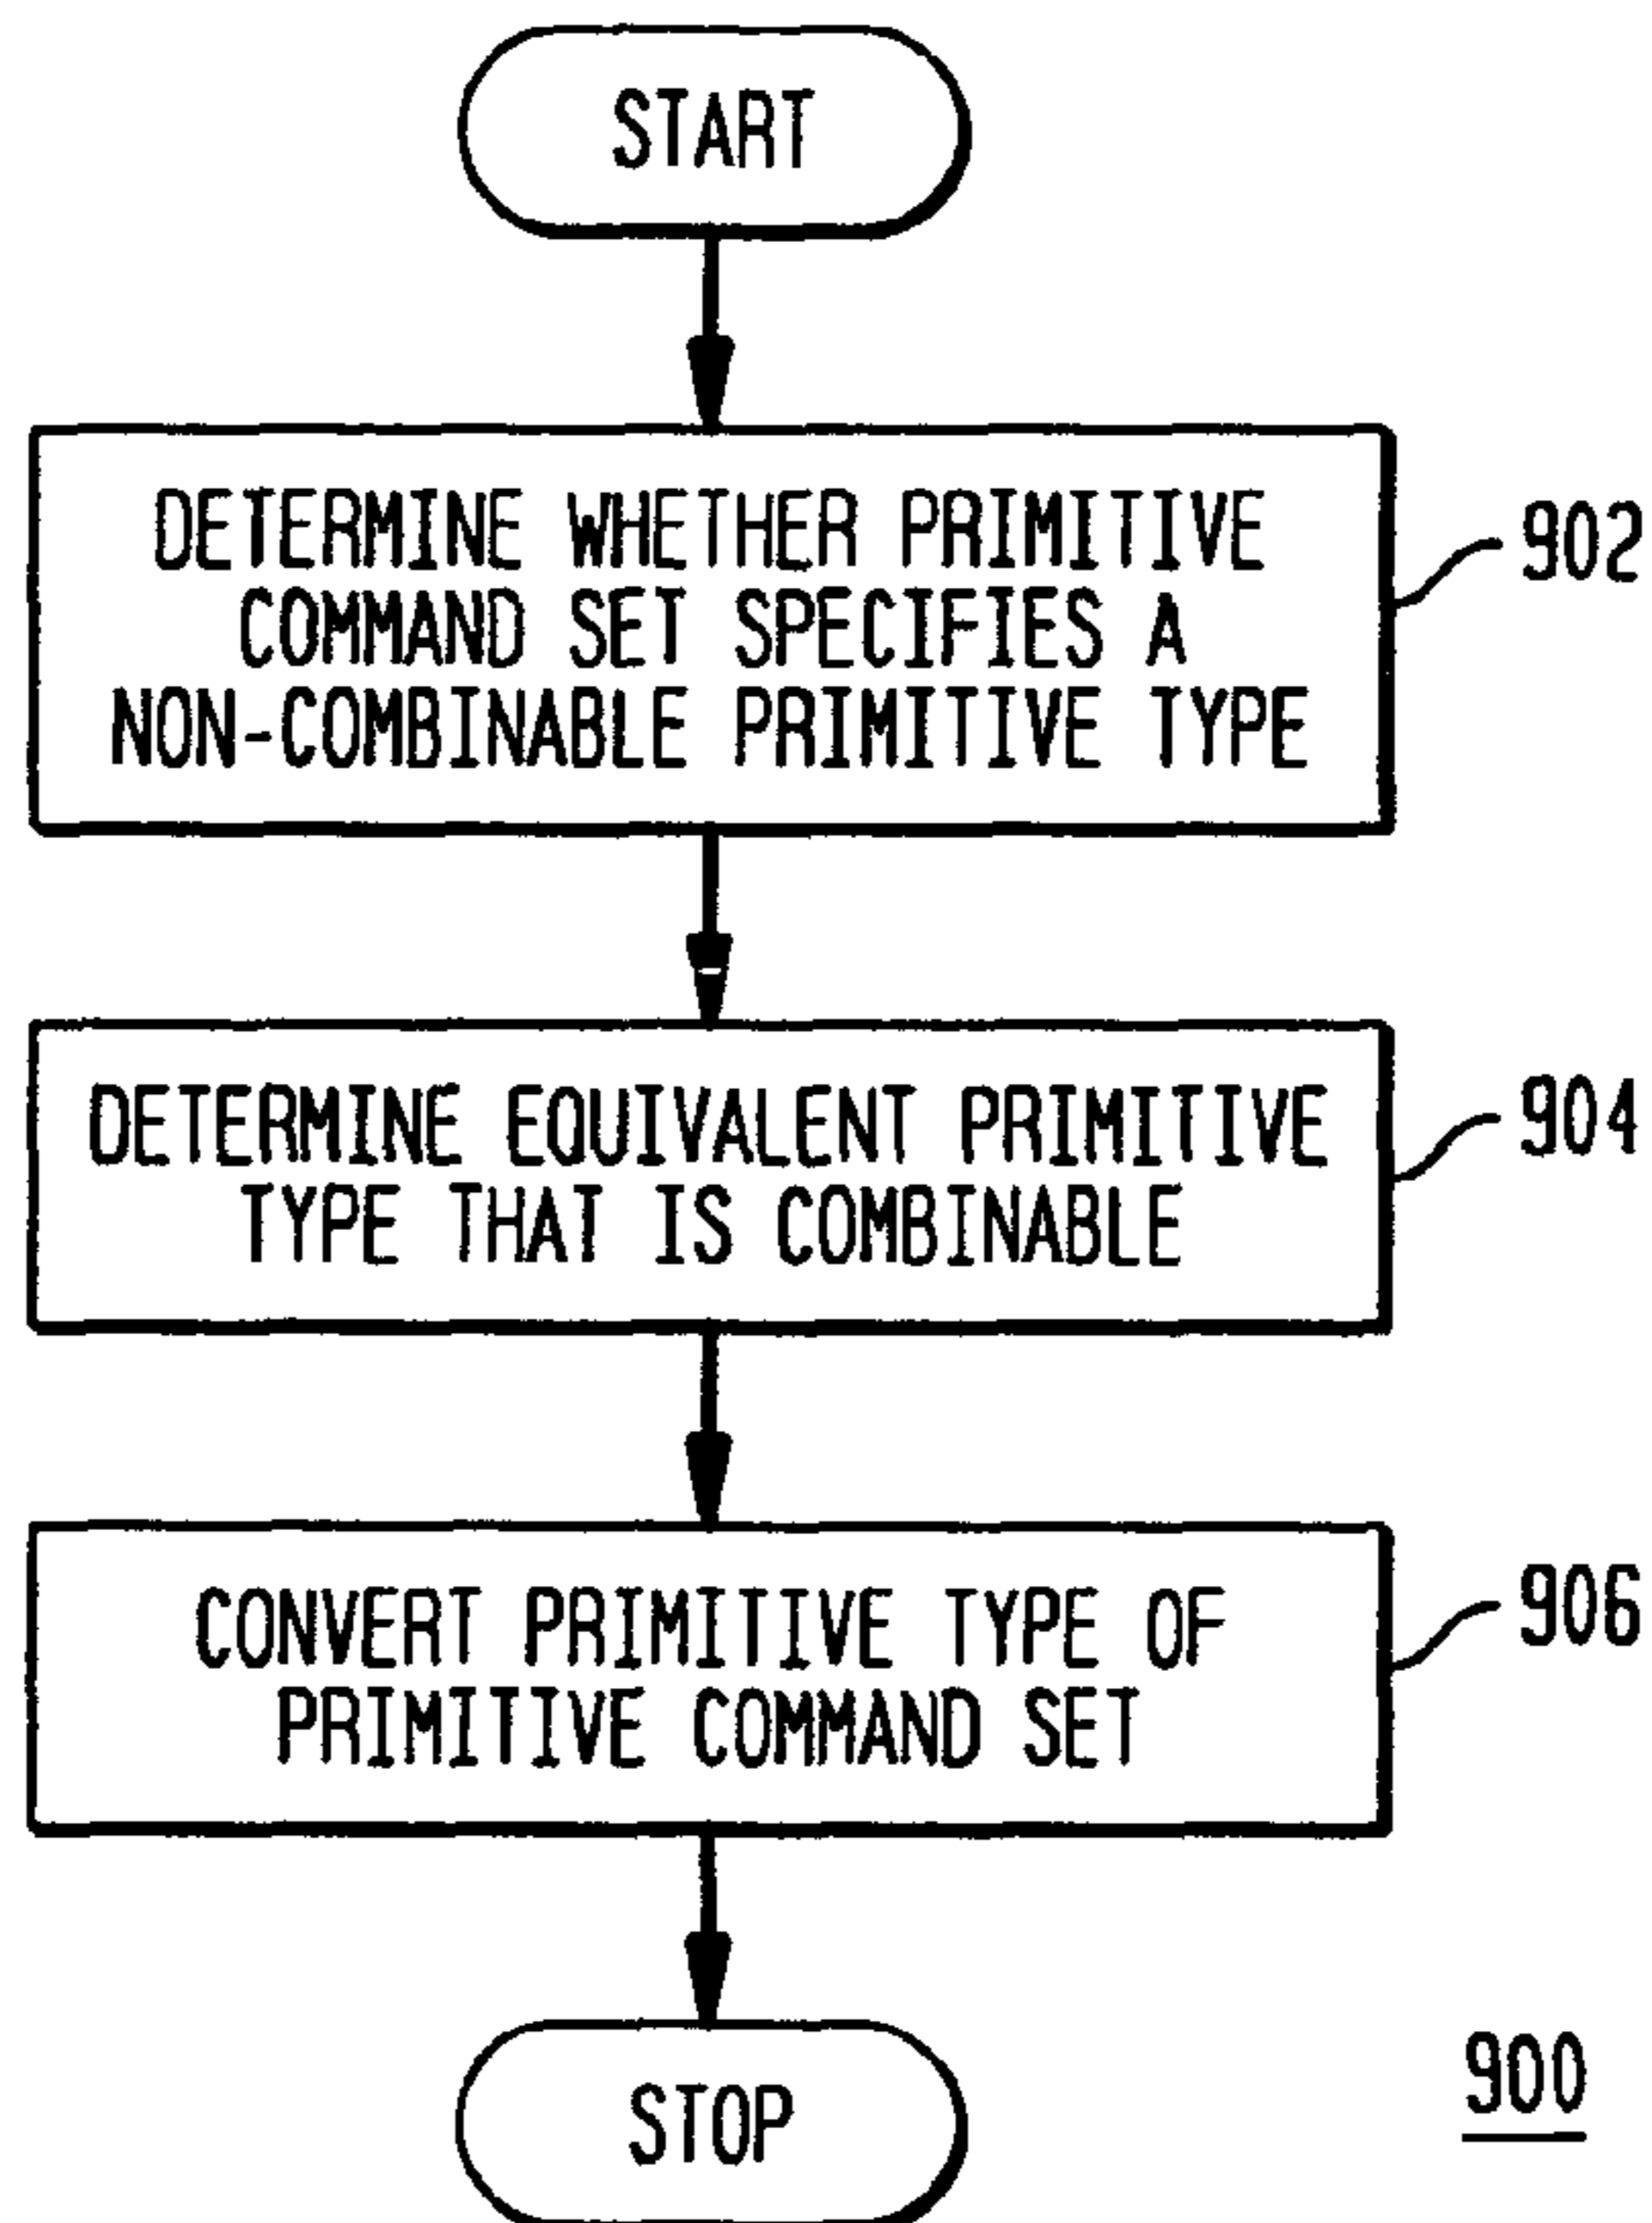 START
DETERMINE WHETHER PRIMITIVE
COMMAND SET SPECIFIES A
NON-COMBINABLE PRIMITIVE TYPE
902
DETERMINE EQUIVALENT PRIMITIVE
TYPE THAT IS COMBINABLE
904
CONVERT PRIMITIVE TYPE OF
PRIMITIVE COMMAND SET
906
STOP
900